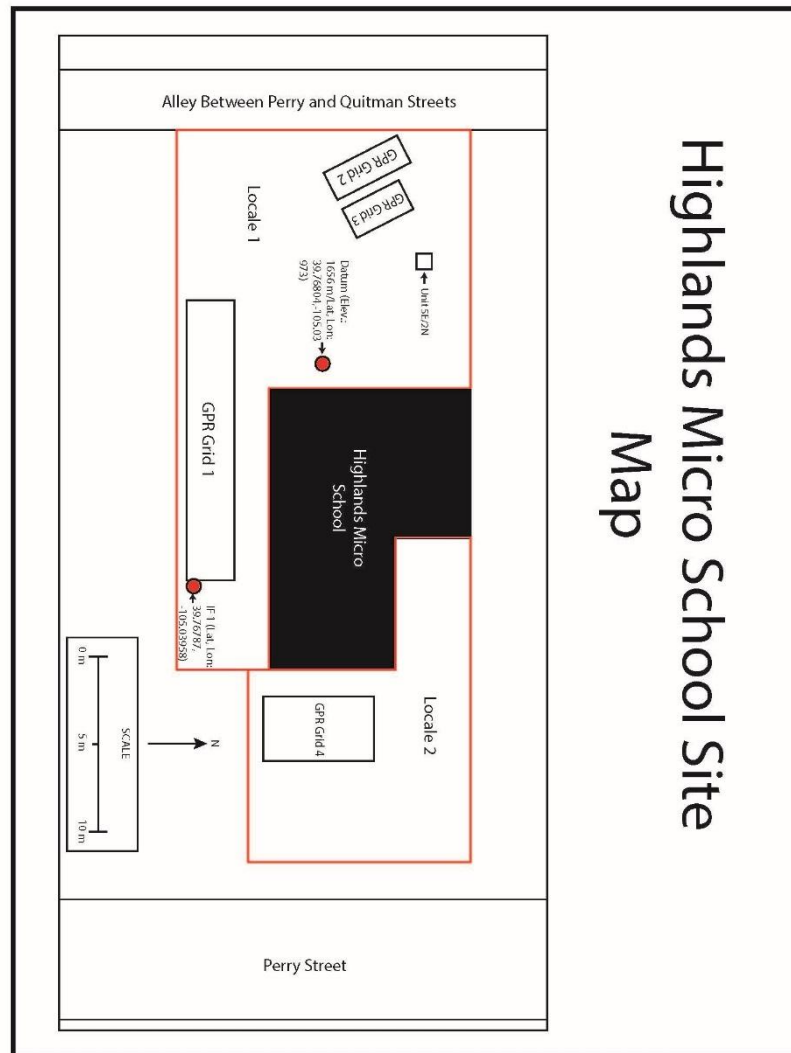 Highlands Micro School Site
Map
Alley Between Perry and Quitman Streets
GPR Grid 2
GPR Grid 3
Locale 1
Unit 5E/2N
Datum (Elev.:
1656 m/Lat, Lon:
39.76804,-105.03
973)
GPR Grid 1
Highlands Micro
School
IF 1 (Lat, Lon:
39.76787,
-105.03958)
Locale 2
GPR Grid 4
N
SCALE
0 m
5 m
10 m
Perry Street